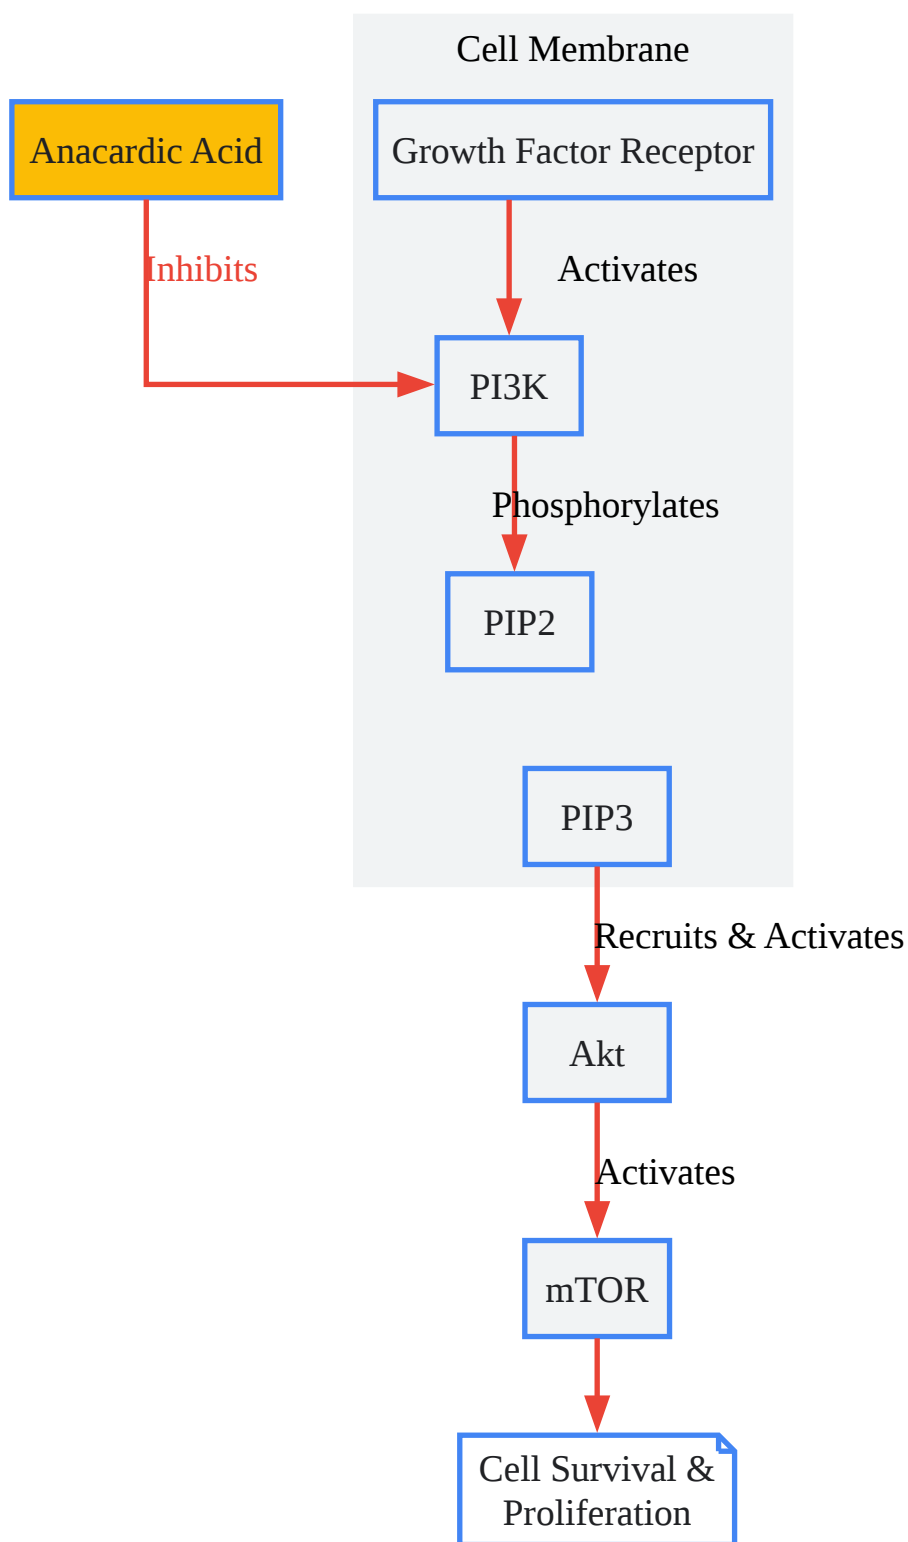 Cell Membrane
Anacardic Acid
Growth Factor Receptor
Inhibits
Activates
PI3K
Phosphorylates
PIP2
PIP3
Recruits & Activates
Akt
Activates
mTOR
Cell Survival &
Proliferation